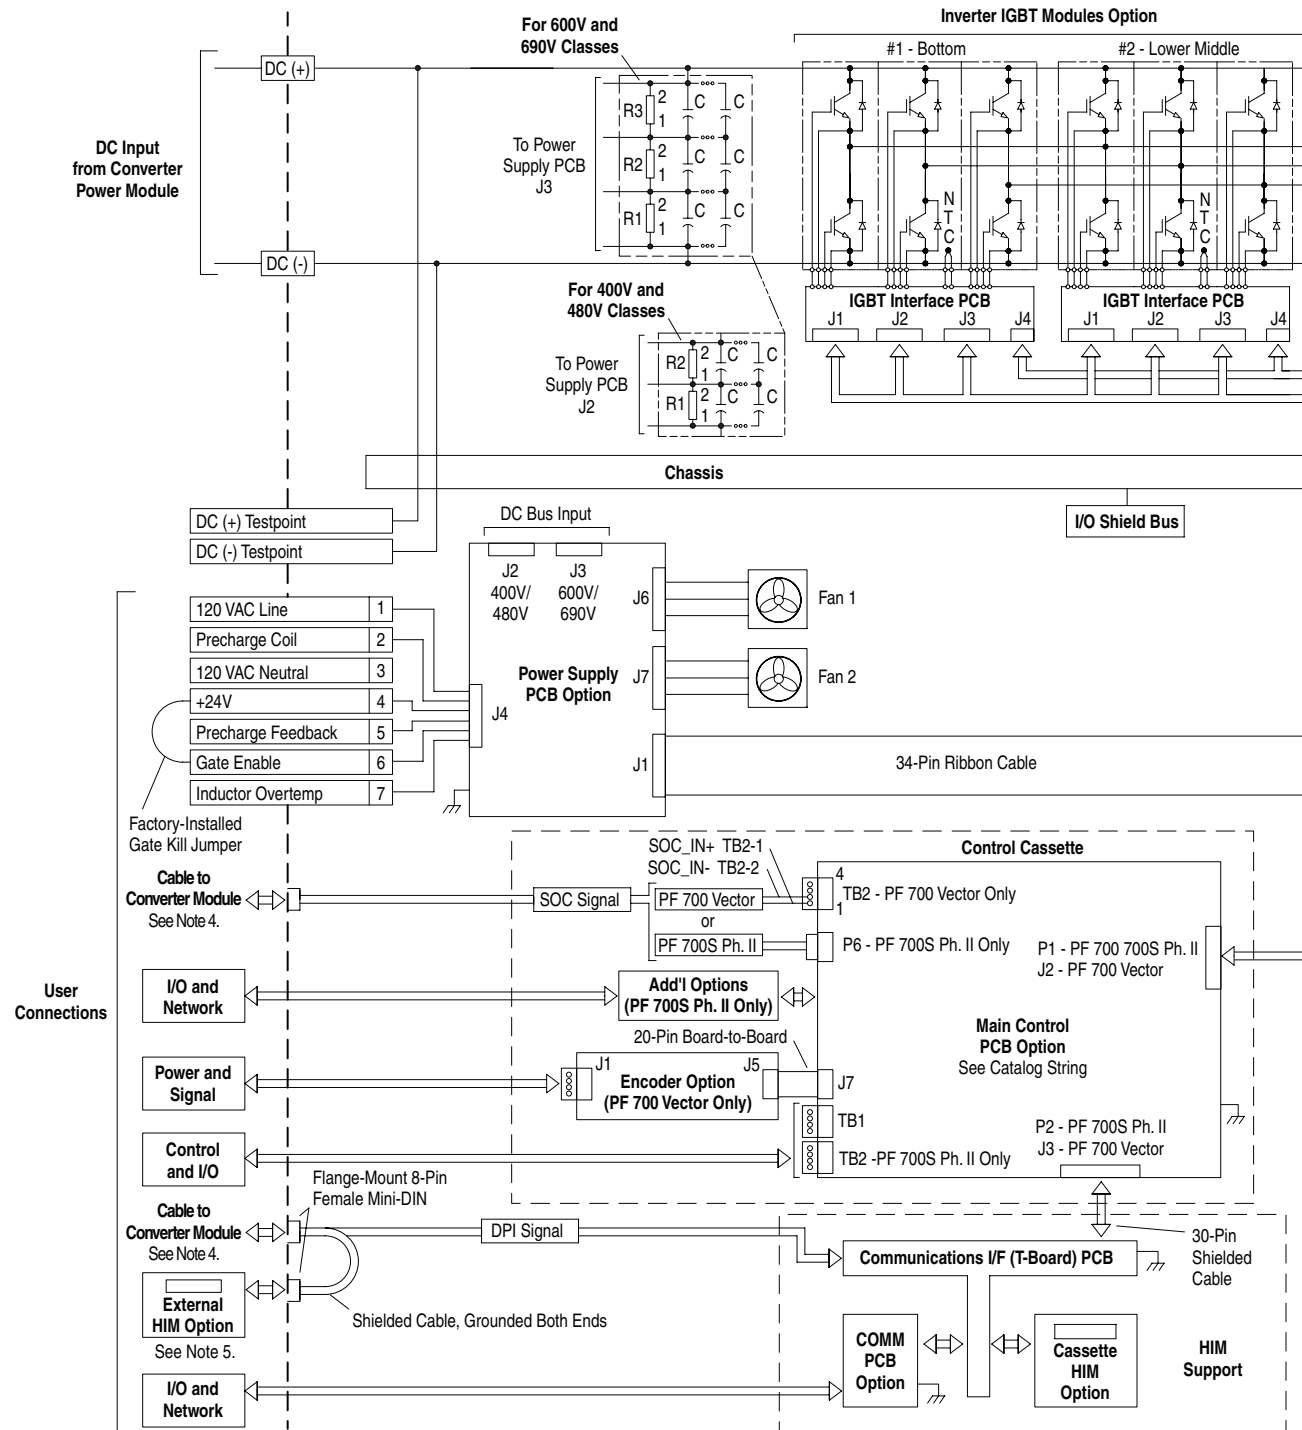 For 600V and
690V Classes
Inverter IGBT Modules Option
#1 - Bottom
#2 - Lower Middle
DC (+)
DC Input
from Converter
Power Module
DC (-)
To Power
Supply PCB
J3
R3
2
1
C
C
R2
2
1
C
C
R1
2
1
C
C
N
T
C
N
T
C
For 400V and
480V Classes
To Power
Supply PCB
J2
R2
2
1
C
C
R1
2
1
C
C
IGBT Interface PCB
J1
J2
J3
J4
IGBT Interface PCB
J1
J2
J3
J4
Chassis
I/O Shield Bus
DC (+) Testpoint
DC (-) Testpoint
DC Bus Input
J2
400V/
480V
J3
600V/
690V
J6
Fan 1
J7
Fan 2
Power Supply
PCB Option
J4
J1
34-Pin Ribbon Cable
120 VAC Line 1
Precharge Coil 2
120 VAC Neutral 3
+24V 4
Precharge Feedback 5
Gate Enable 6
Inductor Overtemp 7
Factory-Installed
Gate Kill Jumper
User
Connections
Cable to
Converter Module
See Note 4.
SOC Signal
SOC_IN+ TB2-1
SOC_IN- TB2-2
PF 700 Vector
or
PF 700S Ph. II
Control Cassette
4
1
TB2 - PF 700 Vector Only
P6 - PF 700S Ph. II Only
P1 - PF 700 700S Ph. II
J2 - PF 700 Vector
I/O and
Network
Add'l Options
(PF 700S Ph. II Only)
Main Control
PCB Option
See Catalog String
20-Pin Board-to-Board
Power and
Signal
J1
J5
Encoder Option
(PF 700 Vector Only)
J7
TB1
TB2 -PF 700S Ph. II Only
P2 - PF 700S Ph. II
J3 - PF 700 Vector
Control
and I/O
Flange-Mount 8-Pin
Female Mini-DIN
Cable to
Converter Module
See Note 4.
DPI Signal
30-Pin
Shielded
Cable
Communications I/F (T-Board) PCB
External
HIM Option
See Note 5.
Shielded Cable, Grounded Both Ends
COMM
PCB
Option
Cassette
HIM
Option
HIM
Support
I/O and
Network